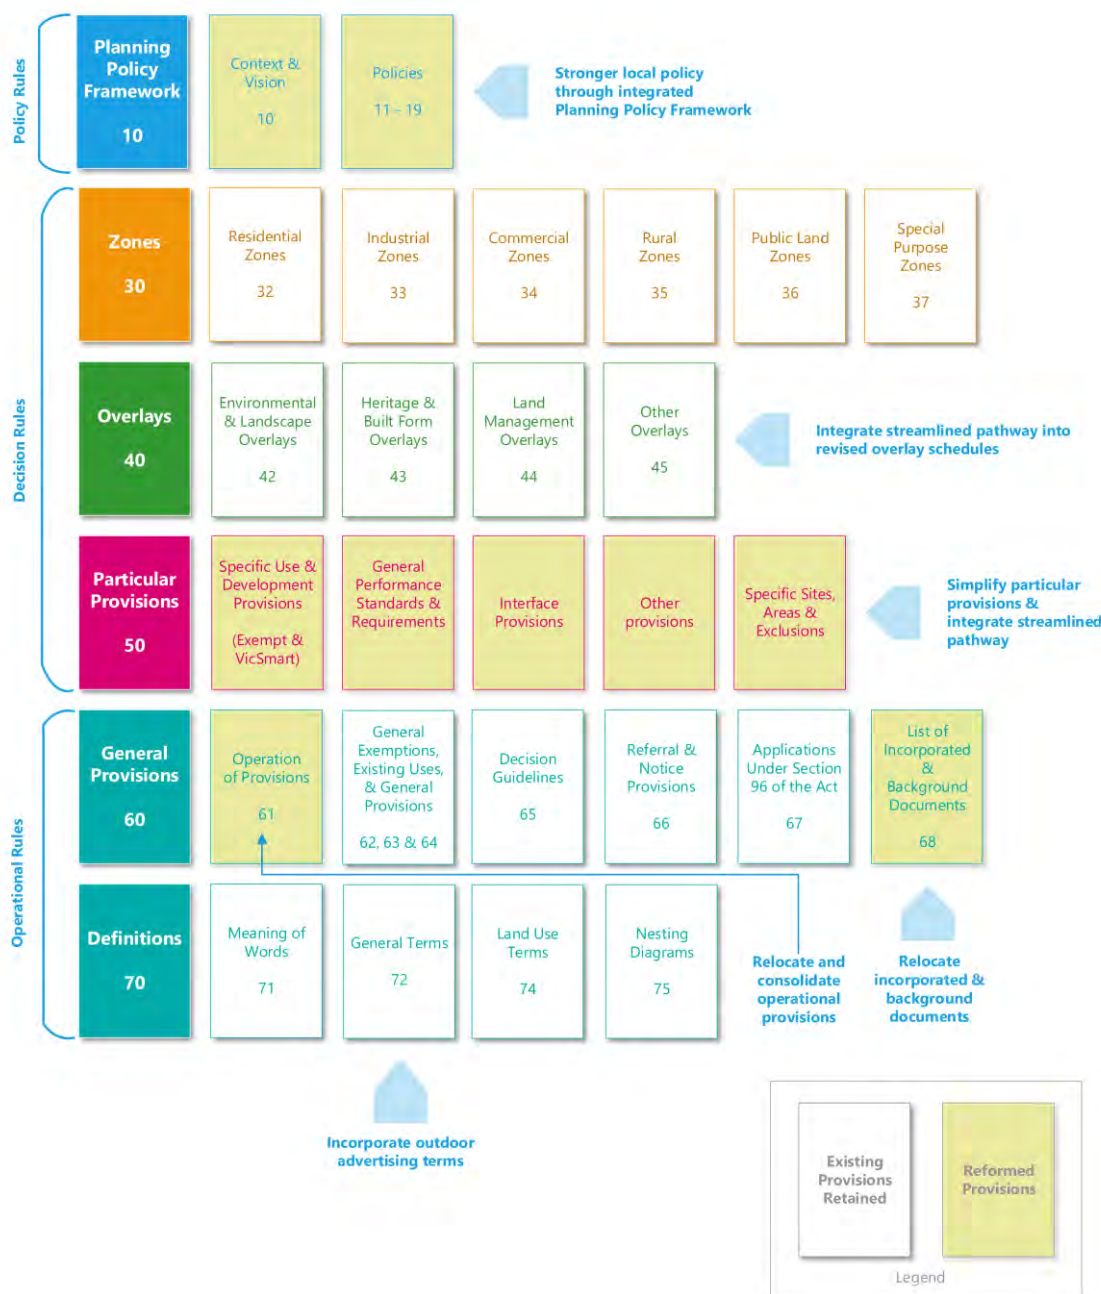 Policy Rules
Planning
Policy
Framework
10
Context &
Vision
10
Policies
11 – 19
Stronger local policy
through integrated
Planning Policy Framework
Decision Rules
Zones
30
Residential
Zones
32
Industrial
Zones
33
Commercial
Zones
34
Rural
Zones
35
Public Land
Zones
36
Special
Purpose
Zones
37
Overlays
40
Environmental
& Landscape
Overlays
42
Heritage &
Built Form
Overlays
43
Land
Management
Overlays
44
Other
Overlays
45
Integrate streamlined pathway into
revised overlay schedules
Particular
Provisions
50
Specific Use &
Development
Provisions
(Exempt &
VicSmart)
General
Performance
Standards &
Requirements
Interface
Provisions
Other
provisions
Specific Sites,
Areas &
Exclusions
Simplify particular
provisions &
integrate streamlined
pathway
Operational Rules
General
Provisions
60
Operation
of Provisions
61
General
Exemptions,
Existing Uses,
& General
Provisions
62, 63 & 64
Decision
Guidelines
65
Referral &
Notice
Provisions
66
Applications
Under Section
96 of the Act
67
List of
Incorporated
&
Background
Documents
68
Definitions
70
Meaning of
Words
71
General Terms
72
Land Use
Terms
74
Nesting
Diagrams
75
Relocate and
consolidate
operational
provisions
Relocate
incorporated &
background
documents
Incorporate outdoor
advertising terms
Existing
Provisions
Retained
Reformed
Provisions
Legend